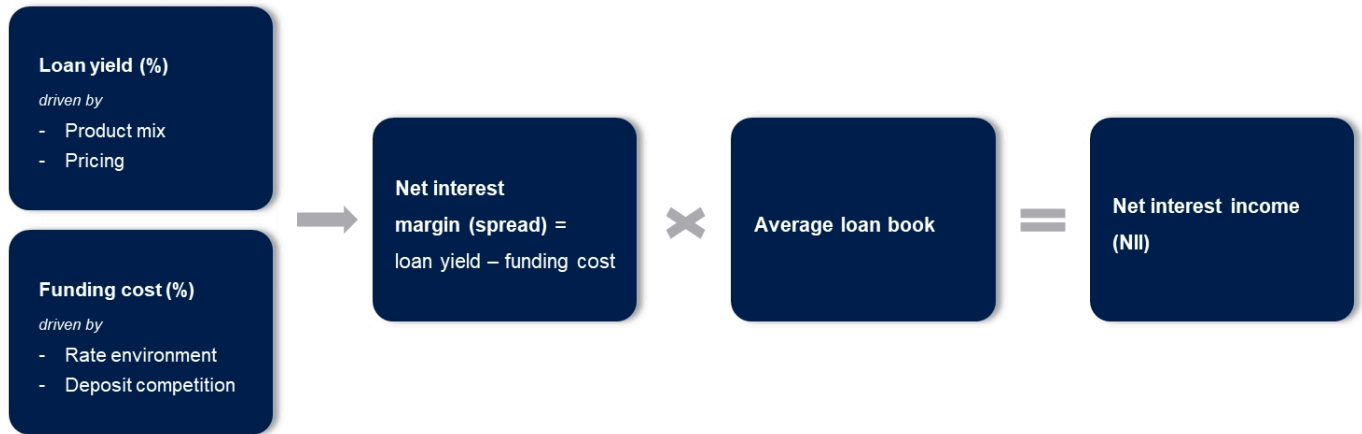 Loan yield (%)
driven by
- Product mix
- Pricing
Funding cost (%)
driven by
- Rate environment
- Deposit competition
Net interest
margin (spread) =
loan yield – funding cost
Average loan book
Net interest income
(NII)